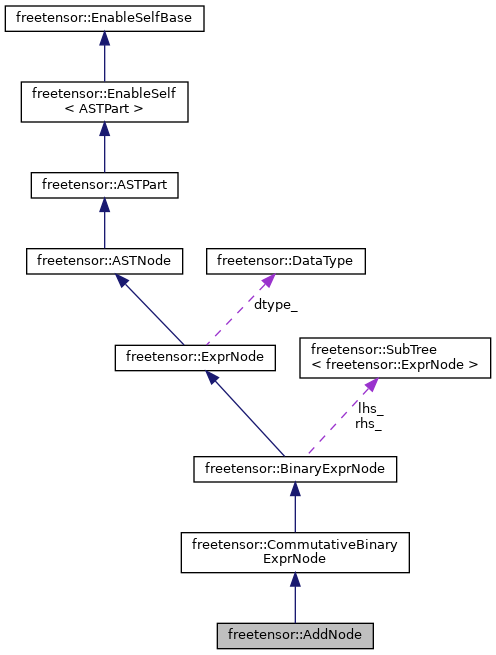 freetensor::EnableSelfBase
freetensor::EnableSelf
< ASTPart >
freetensor::ASTPart
freetensor::ASTNode
freetensor::DataType
dtype_
freetensor::ExprNode
freetensor::SubTree
< freetensor::ExprNode >
lhs_
rhs_
freetensor::BinaryExprNode
freetensor::CommutativeBinary
ExprNode
freetensor::AddNode